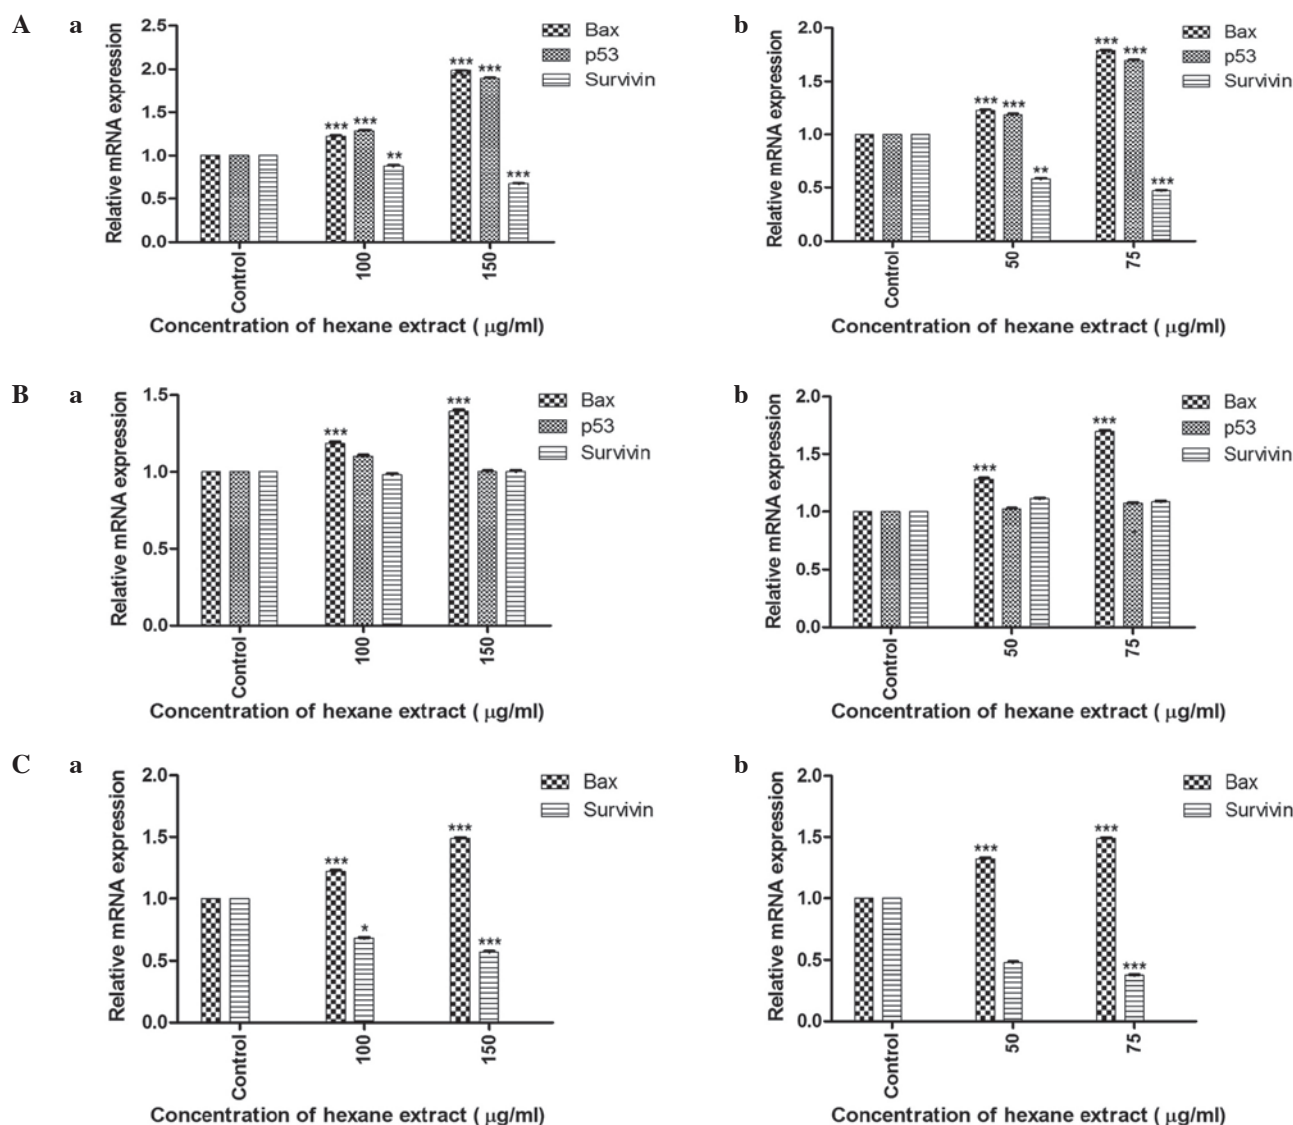 A a
Relative mRNA expression
2.5
2.0
1.5
1.0
0.5
0.0
*** *** ** *** *** ***
Control 100 150
Concentration of hexane extract ( µg/ml)
Bax
p53
Survivin
b
Relative mRNA expression
2.0
1.5
1.0
0.5
0.0
*** *** ** *** *** ***
Control 50 75
Concentration of hexane extract ( µg/ml)
Bax
p53
Survivin
B a
Relative mRNA expression
1.5
1.0
0.5
0.0
*** ***
Control 100 150
Concentration of hexane extract ( µg/ml)
Bax
p53
Survivin
b
Relative mRNA expression
2.0
1.5
1.0
0.5
0.0
*** ***
Control 50 75
Concentration of hexane extract ( µg/ml)
Bax
p53
Survivin
C a
Relative mRNA expression
2.0
1.5
1.0
0.5
0.0
*** * *** ***
Control 100 150
Concentration of hexane extract ( µg/ml)
Bax
Survivin
b
Relative mRNA expression
2.0
1.5
1.0
0.5
0.0
*** *** ***
Control 50 75
Concentration of hexane extract ( µg/ml)
Bax
Survivin